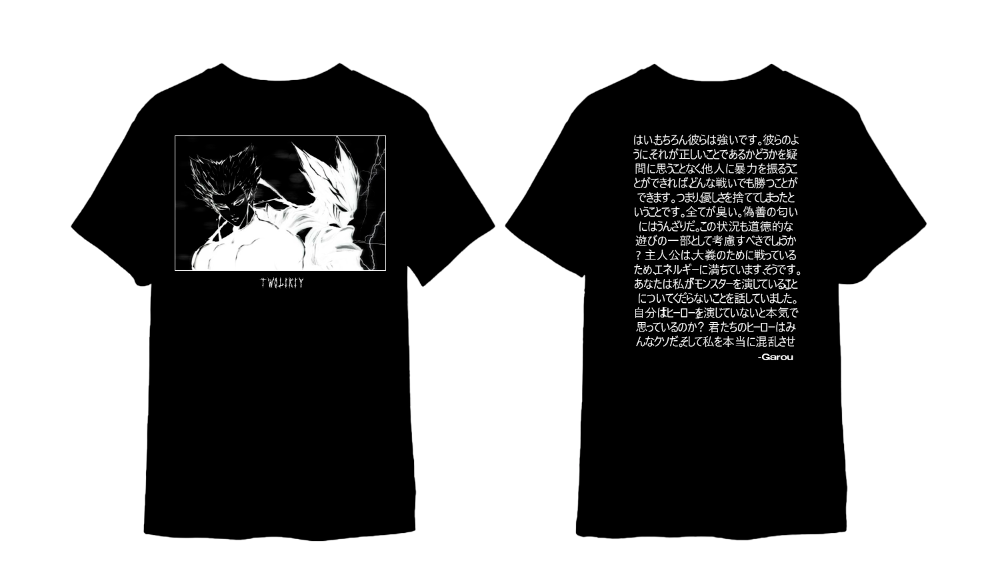 TWOLSKIY
はいもちろん彼らは強いです。彼らのよ
うにそれが正しいことであるかどうかを疑
問に思うことなく、他人に暴力を振るうこ
とができればどんな戦いでも勝つことが
できます。つまり、優しさを捨ててしまったと
いうことです。全てが臭い。偽善の匂い
にはうんざりだ。この状況も道徳的な
遊びの一部として考慮すべきでしょうか
？主人公は、大義のために戦っている
ため、エネルギーに満ちています、そうです。
あなたは私がモンスターを演じていること
についてくだらないことを話していました。
自分はヒーローを演じていないと本気で
思っているのか？ 君たちのヒーローはみ
んなクソだ、そして私を本当に混乱させ
-Garou